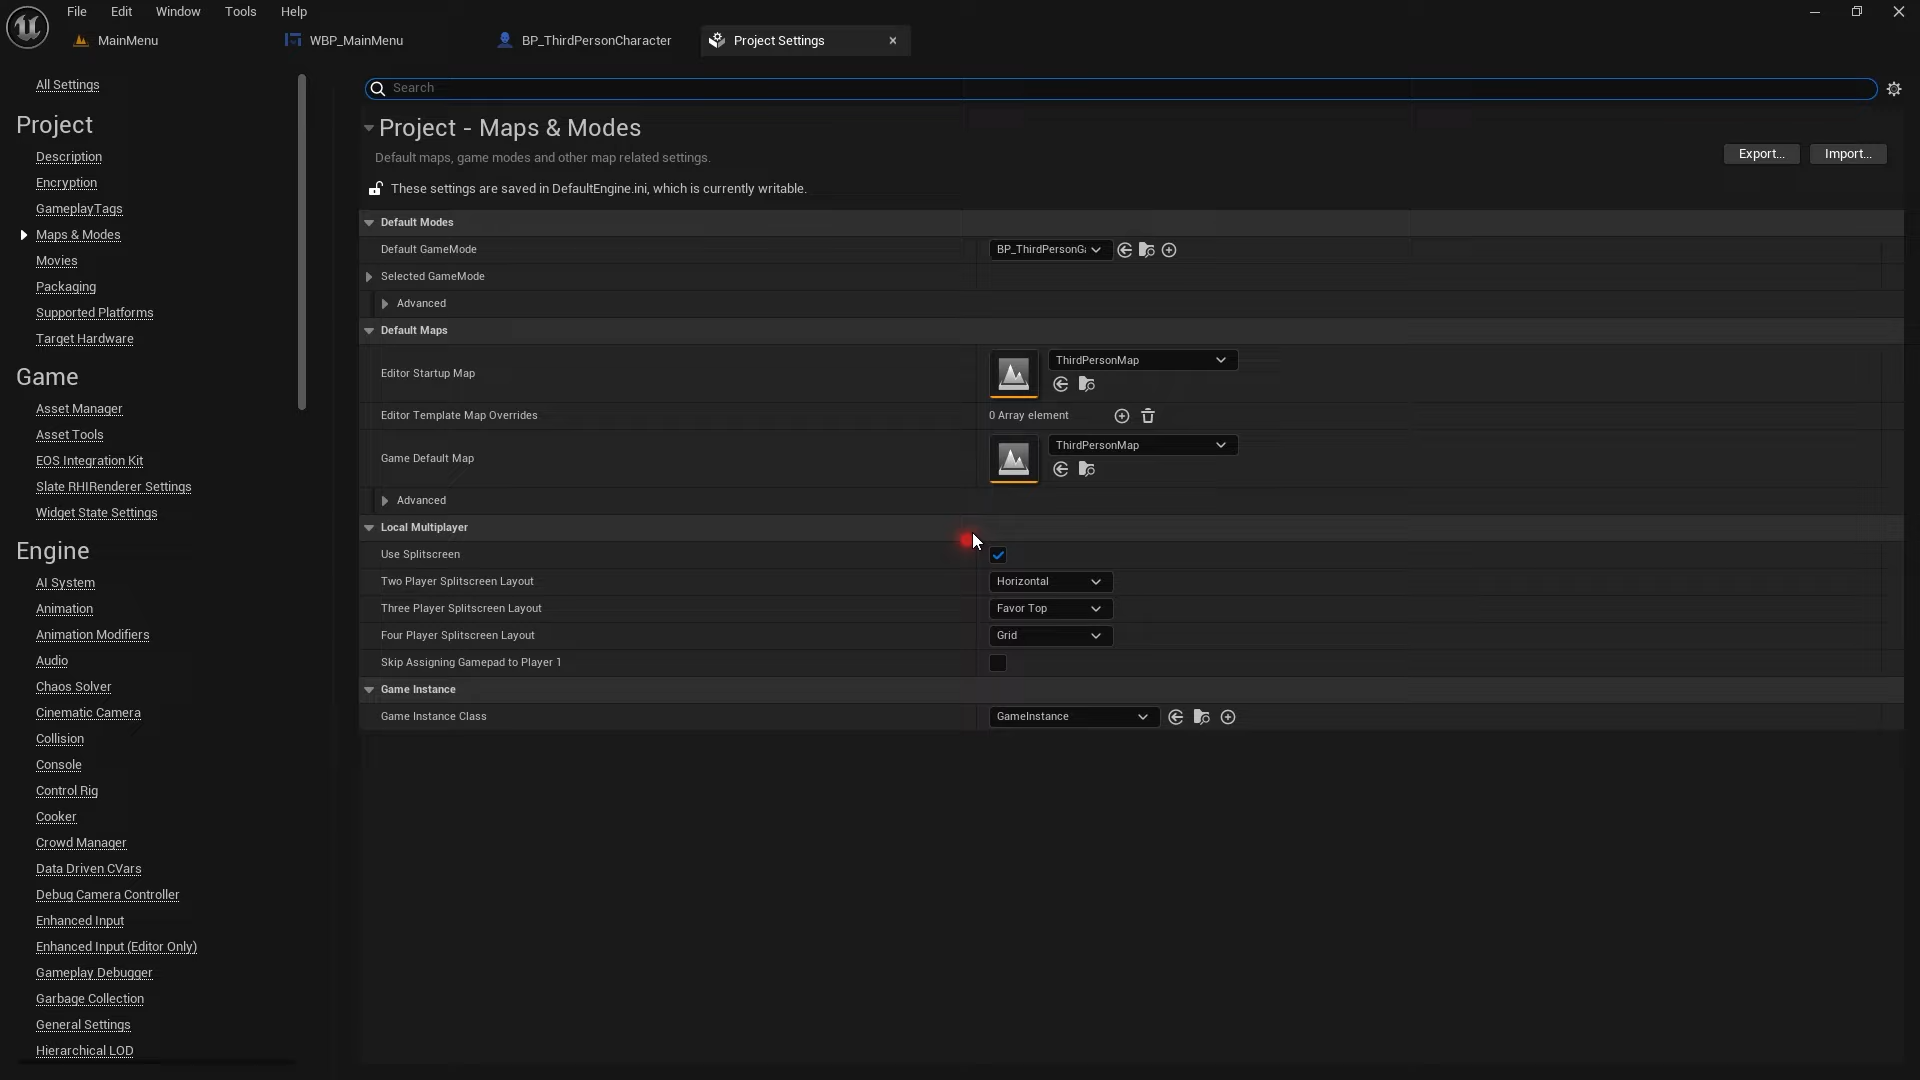 File Edit Window Tools Help
MainMenu WBP_MainMenu BP_ThirdPersonCharacter Project Settings
All Settings
Project
Description
Encryption
GameplayTags
Maps & Modes
Movies
Packaging
Supported Platforms
Target Hardware
Game
Asset Manager
Asset Tools
EOS Integration Kit
Slate RHIRenderer Settings
Widget State Settings
Engine
AI System
Animation
Animation Modifiers
Audio
Chaos Solver
Cinematic Camera
Collision
Console
Control Rig
Cooker
Crowd Manager
Data Driven CVars
Debug Camera Controller
Enhanced Input
Enhanced Input (Editor Only)
Gameplay Debugger
Garbage Collection
General Settings
Hierarchical LOD
Search
Project - Maps & Modes
Default maps, game modes and other map related settings.
Export... Import...
These settings are saved in DefaultEngine.ini, which is currently writable.
Default Modes
Default GameMode BP_ThirdPersonGa
Selected GameMode
Advanced
Default Maps
Editor Startup Map ThirdPersonMap
Editor Template Map Overrides 0 Array element
Game Default Map ThirdPersonMap
Advanced
Local Multiplayer
Use Splitscreen
Two Player Splitscreen Layout Horizontal
Three Player Splitscreen Layout Favor Top
Four Player Splitscreen Layout Grid
Skip Assigning Gamepad to Player 1
Game Instance
Game Instance Class GameInstance